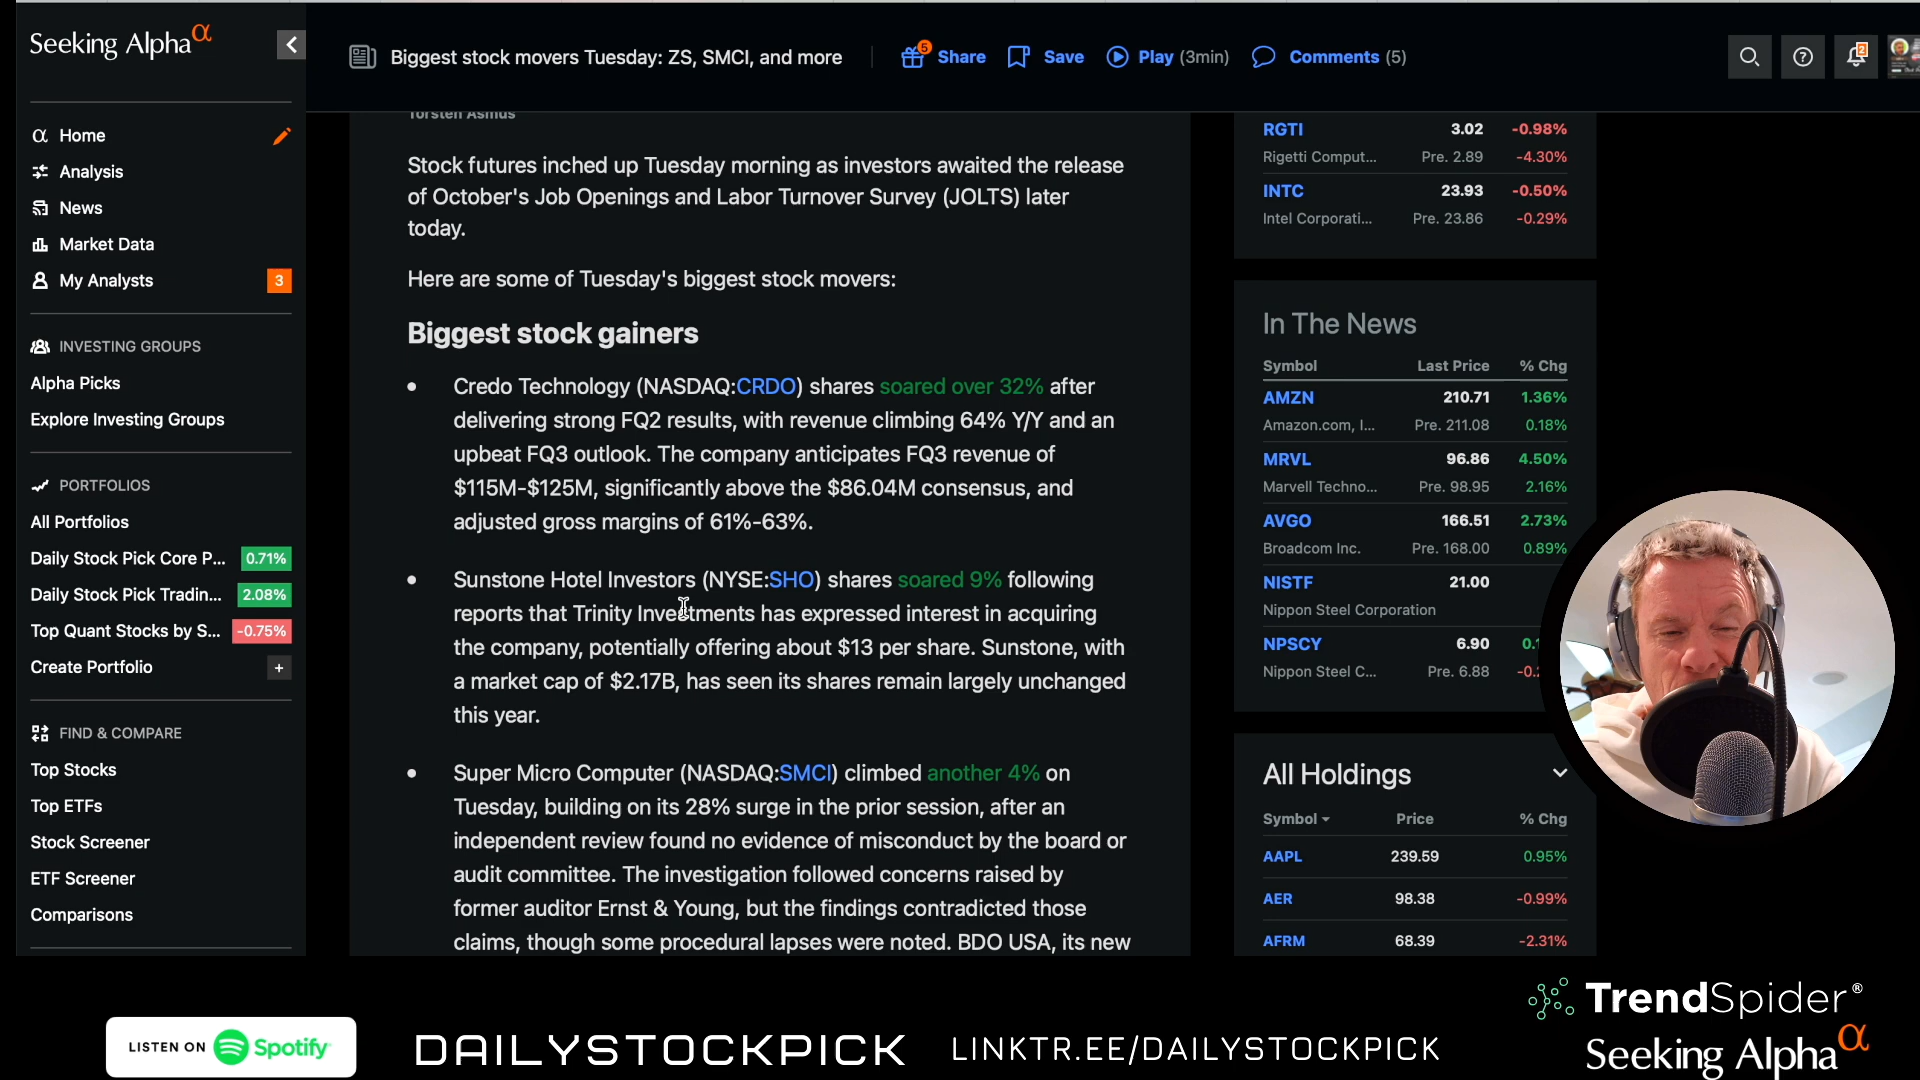 Seeking Alpha α
Biggest stock movers Tuesday: ZS, SMCI, and more
5
Share
Save
Play (3min)
Comments (5)
2
α Home
Analysis
News
Market Data
My Analysts
3
INVESTING GROUPS
Alpha Picks
Explore Investing Groups
PORTFOLIOS
All Portfolios
Daily Stock Pick Core P... 0.71%
Daily Stock Pick Tradin... 2.08%
Top Quant Stocks by S... -0.75%
Create Portfolio +
FIND & COMPARE
Top Stocks
Top ETFs
Stock Screener
ETF Screener
Comparisons
Torsten Asmus
Stock futures inched up Tuesday morning as investors awaited the release
of October's Job Openings and Labor Turnover Survey (JOLTS) later
today.
Here are some of Tuesday's biggest stock movers:
Biggest stock gainers
• Credo Technology (NASDAQ:CRDO) shares soared over 32% after
delivering strong FQ2 results, with revenue climbing 64% Y/Y and an
upbeat FQ3 outlook. The company anticipates FQ3 revenue of
$115M-$125M, significantly above the $86.04M consensus, and
adjusted gross margins of 61%-63%.
• Sunstone Hotel Investors (NYSE:SHO) shares soared 9% following
reports that Trinity Investments has expressed interest in acquiring
the company, potentially offering about $13 per share. Sunstone, with
a market cap of $2.17B, has seen its shares remain largely unchanged
this year.
• Super Micro Computer (NASDAQ:SMCI) climbed another 4% on
Tuesday, building on its 28% surge in the prior session, after an
independent review found no evidence of misconduct by the board or
audit committee. The investigation followed concerns raised by
former auditor Ernst & Young, but the findings contradicted those
claims, though some procedural lapses were noted. BDO USA, its new
RGTI 3.02 -0.98%
Rigetti Comput... Pre. 2.89 -4.30%
INTC 23.93 -0.50%
Intel Corporati... Pre. 23.86 -0.29%
In The News
Symbol Last Price % Chg
AMZN 210.71 1.36%
Amazon.com, I... Pre. 211.08 0.18%
MRVL 96.86 4.50%
Marvell Techno... Pre. 98.95 2.16%
AVGO 166.51 2.73%
Broadcom Inc. Pre. 168.00 0.89%
NISTF 21.00
Nippon Steel Corporation
NPSCY 6.90
Nippon Steel C... Pre. 6.88
All Holdings
Symbol Price % Chg
AAPL 239.59 0.95%
AER 98.38 -0.99%
AFRM 68.39 -2.31%
LISTEN ON Spotify
DAILYSTOCKPICK
LINKTR.EE/DAILYSTOCKPICK
TrendSpider®
Seeking Alpha α